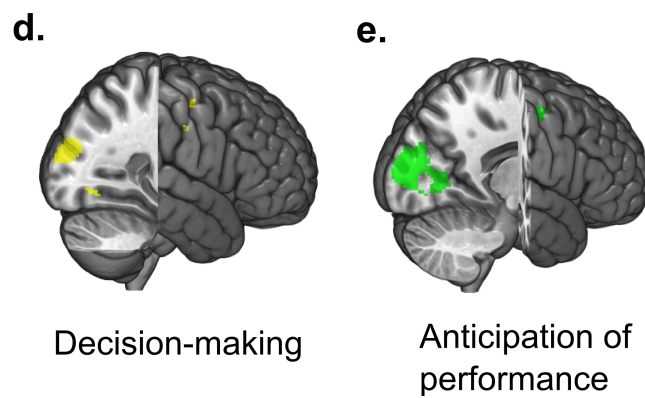 d.
e.
Decision-making
Anticipation of
performance